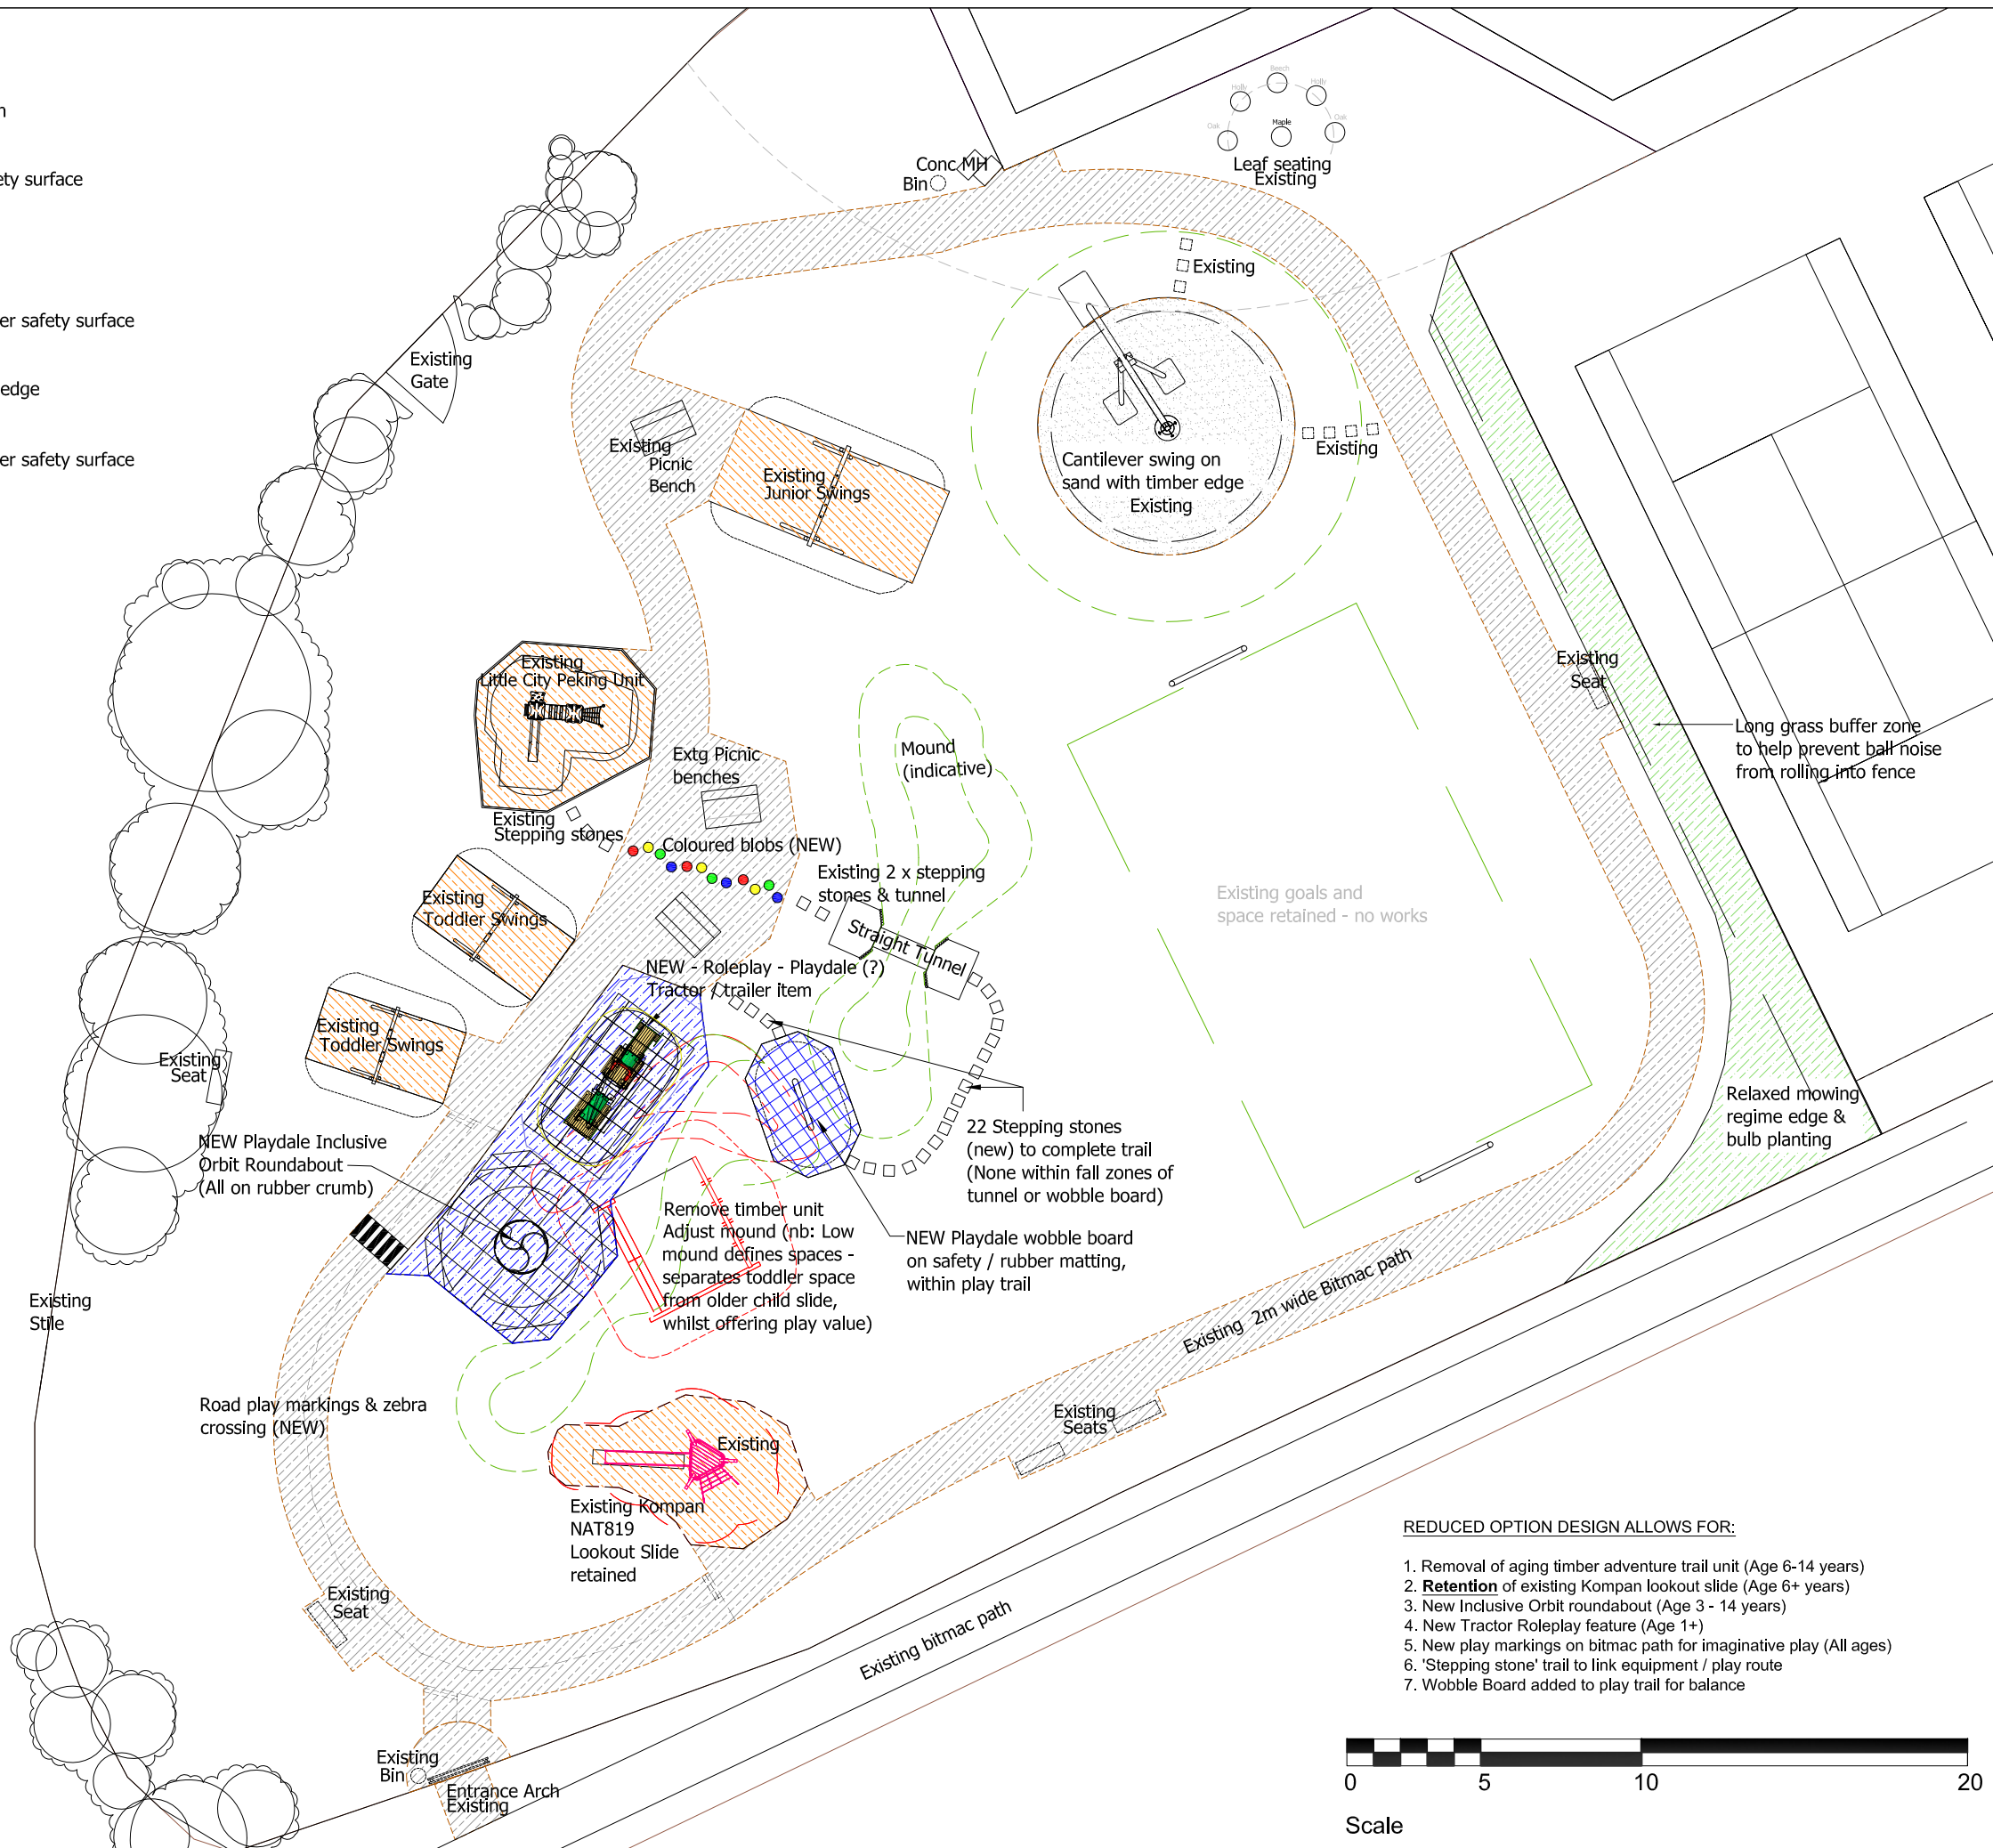 n
ety surface
er safety surface
edge
er safety surface
Bench
Holly
Holly
Oak
Oak
Maple
Leaf seating
Existing
Conc MH
Bin
Existing
Existing
Gate
Existing
Picnic
Bench
Existing
Junior Swings
Cantilever swing on
sand with timber edge
Existing
Existing
Existing
Little City Peking Unit
Existing
Seat
Long grass buffer zone
to help prevent ball noise
from rolling into fence
Mound
(indicative)
Extg Picnic
benches
Existing
Stepping stones
Coloured blobs (NEW)
Existing 2 x stepping
stones & tunnel
Straight Tunnel
Existing goals and
space retained - no works
Existing
Toddler Swings
NEW - Roleplay - Playdale (?)
Tractor / trailer item
Existing
Toddler Swings
Existing
Seat
NEW Playdale Inclusive
Orbit Roundabout
(All on rubber crumb)
22 Stepping stones
(new) to complete trail
(None within fall zones of
tunnel or wobble board)
Relaxed mowing
regime edge &
bulb planting
Remove timber unit
Adjust mound (nb: Low
mound defines spaces -
separates toddler space
from older child slide,
whilst offering play value)
NEW Playdale wobble board
on safety / rubber matting,
within play trail
Existing
Stile
Existing 2m wide Bitmac path
Road play markings & zebra
crossing (NEW)
Existing
Seats
Existing
Existing Kompan
NAT819
Lookout Slide
retained
Existing
Seat
Existing bitmac path
Existing
Bin
Entrance Arch
Existing
REDUCED OPTION DESIGN ALLOWS FOR:
1. Removal of aging timber adventure trail unit (Age 6-14 years)
2. Retention of existing Kompan lookout slide (Age 6+ years)
3. New Inclusive Orbit roundabout (Age 3 - 14 years)
4. New Tractor Roleplay feature (Age 1+)
5. New play markings on bitmac path for imaginative play (All ages)
6. 'Stepping stone' trail to link equipment / play route
7. Wobble Board added to play trail for balance
0 5 10 20
Scale